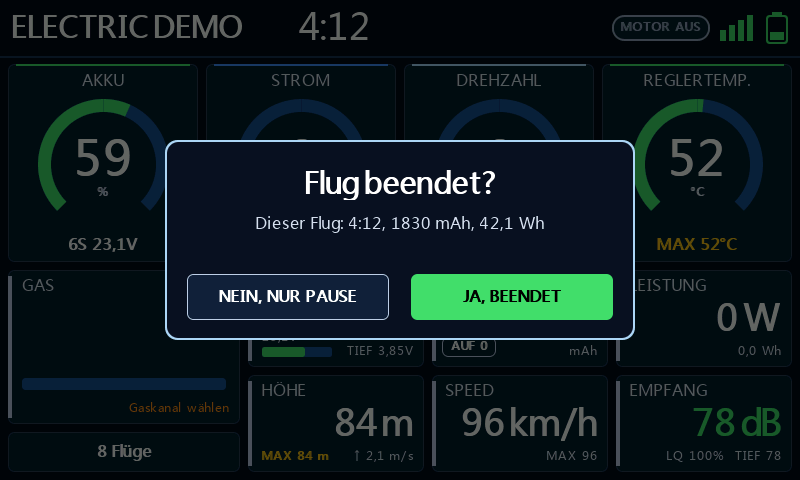 ELECTRIC DEMO 4:12 MOTOR AUS
AKKU STROM DREHZAHL REGLERTEMP.
59 52
% °C
6S 23,1V MAX 52°C
Flug beendet?
Dieser Flug: 4:12, 1830 mAh, 42,1 Wh
NEIN, NUR PAUSE JA, BEENDET
GAS
0 W
TIEF 3,85V AUF 0 mAh 0,0 Wh
Gaskanal wählen
HÖHE SPEED EMPFANG
84 m 96 km/h 78 dB
MAX 84 m ↑ 2,1 m/s MAX 96 LQ 100% TIEF 78
8 Flüge